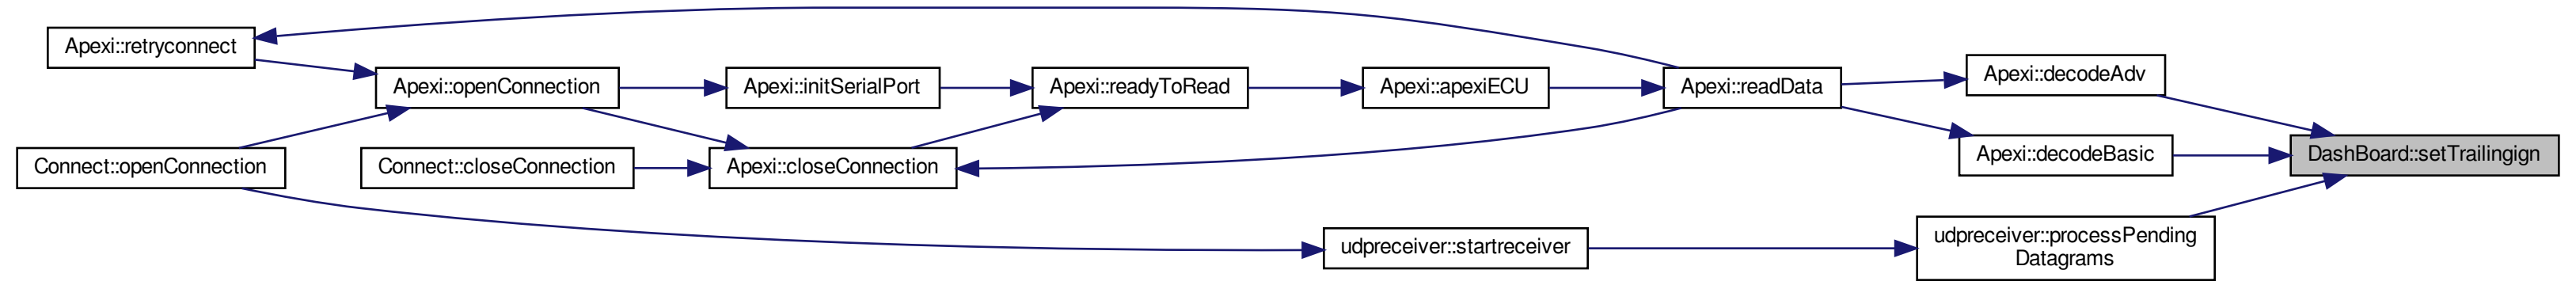 Apexi::retryconnect
Apexi::openConnection
Apexi::initSerialPort
Apexi::readyToRead
Apexi::apexiECU
Apexi::readData
Apexi::decodeAdv
Connect::openConnection
Connect::closeConnection
Apexi::closeConnection
Apexi::decodeBasic
DashBoard::setTrailingign
udpreceiver::startreceiver
udpreceiver::processPending
Datagrams